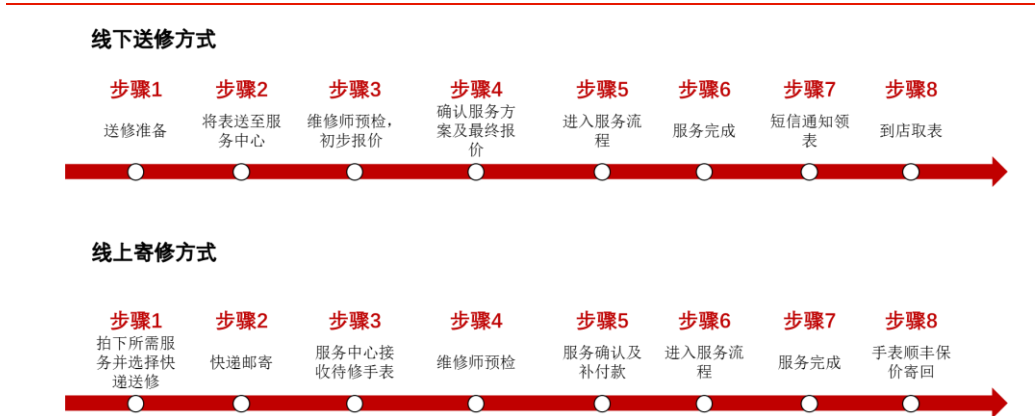 线下送修方式
步骤1
步骤2
步骤3
步骤4
步骤5
步骤6
步骤7
步骤8
送修准备
将表送至服
务中心
维修师预检，
初步报价
确认服务方
案及最终报
价
进入服务流
程
服务完成
短信通知领
表
到店取表
线上寄修方式
步骤1
步骤2
步骤3
步骤4
步骤5
步骤6
步骤7
步骤8
拍下所需服
务并选择快
递送修
快递邮寄
服务中心接
收待修手表
维修师预检
服务确认及
补付款
进入服务流
程
服务完成
手表顺丰保
价寄回